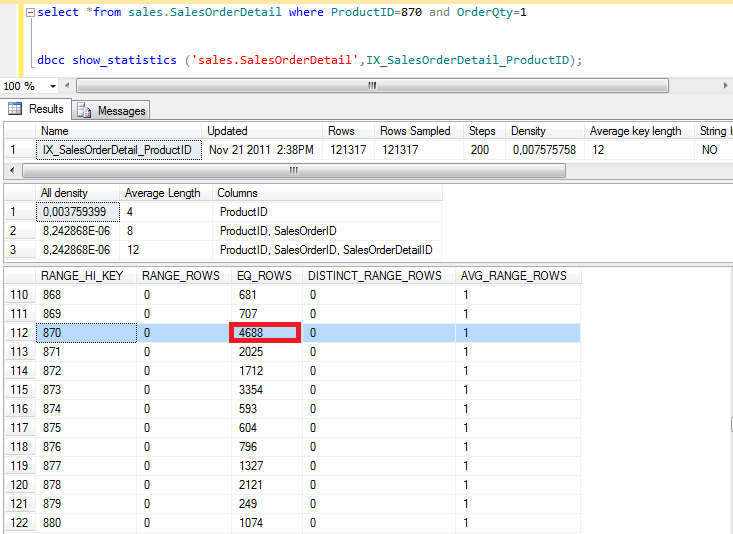 select *from sales.SalesOrderDetail where ProductID=870 and OrderQty=1
dbcc show_statistics ('sales.SalesOrderDetail',IX_SalesOrderDetail_ProductID);
100 %
Results Messages
Name Updated Rows Rows Sampled Steps Density Average key length String I
1 IX_SalesOrderDetail_ProductID Nov 21 2011 2:38PM 121317 121317 200 0,007575758 12 NO
All density Average Length Columns
1 0,003759399 4 ProductID
2 8,242868E-06 8 ProductID, SalesOrderID
3 8,242868E-06 12 ProductID, SalesOrderID, SalesOrderDetailID
RANGE_HI_KEY RANGE_ROWS EQ_ROWS DISTINCT_RANGE_ROWS AVG_RANGE_ROWS
110 868 0 681 0 1
111 869 0 707 0 1
112 870 0 4688 0 1
113 871 0 2025 0 1
114 872 0 1712 0 1
115 873 0 3354 0 1
116 874 0 593 0 1
117 875 0 604 0 1
118 876 0 796 0 1
119 877 0 1327 0 1
120 878 0 2121 0 1
121 879 0 249 0 1
122 880 0 1074 0 1